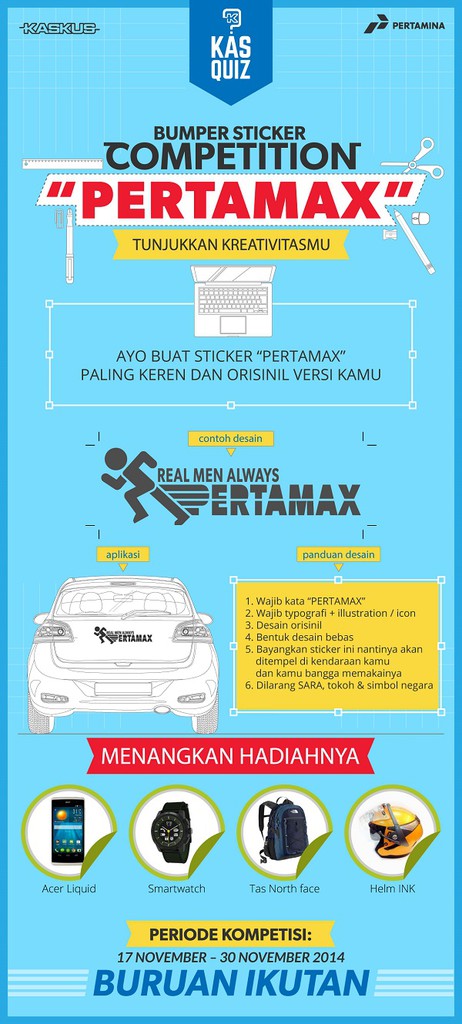 KASKUS
PERTAMINA
K
KAS
QUIZ
BUMPER STICKER
COMPETITION
"PERTAMAX"
TUNJUKKAN KREATIVITASMU
AYO BUAT STICKER "PERTAMAX"
PALING KEREN DAN ORISINIL VERSI KAMU
contoh desain
REAL MEN ALWAYS
PERTAMAX
aplikasi
panduan desain
REAL MEN ALWAYS
PERTAMAX
1. Wajib kata "PERTAMAX"
2. Wajib typografi + illustration / icon
3. Desain orisinil
4. Bentuk desain bebas
5. Bayangkan sticker ini nantinya akan
ditempel di kendaraan kamu
dan kamu bangga memakainya
6. Dilarang SARA, tokoh & simbol negara
MENANGKAN HADIAHNYA
Acer Liquid
Smartwatch
Tas North face
Helm INK
PERIODE KOMPETISI:
17 NOVEMBER – 30 NOVEMBER 2014
BURUAN IKUTAN